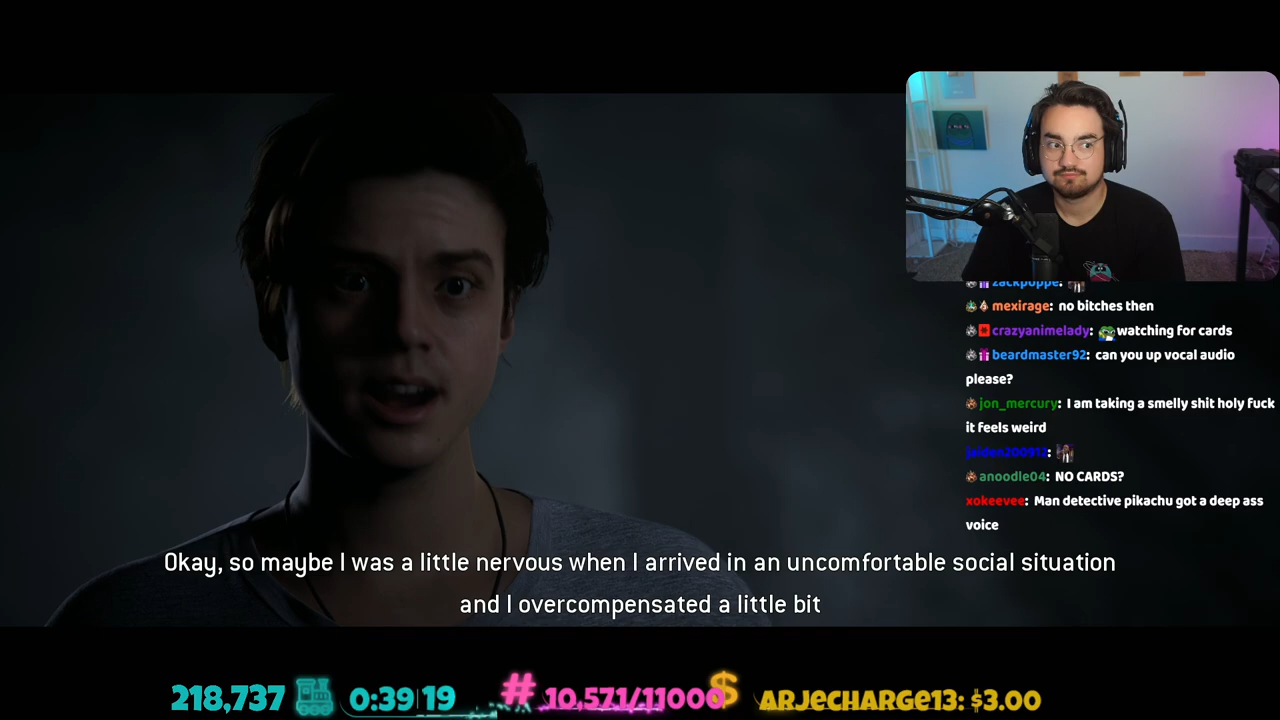 zackpoppe:
mexirage: no bitches then
crazyanimelady: watching for cards
beardmaster92: can you up vocal audio
please?
jon_mercury: I am taking a smelly shit holy fuck
it feels weird
jaiden200912:
anoodle04: NO CARDS?
xokeevee: Man detective pikachu got a deep ass
voice
Okay, so maybe I was a little nervous when I arrived in an uncomfortable social situation
and I overcompensated a little bit
218,737 0:39 19 # 10,571/11000 $ ARJECHARGE13: $3.00